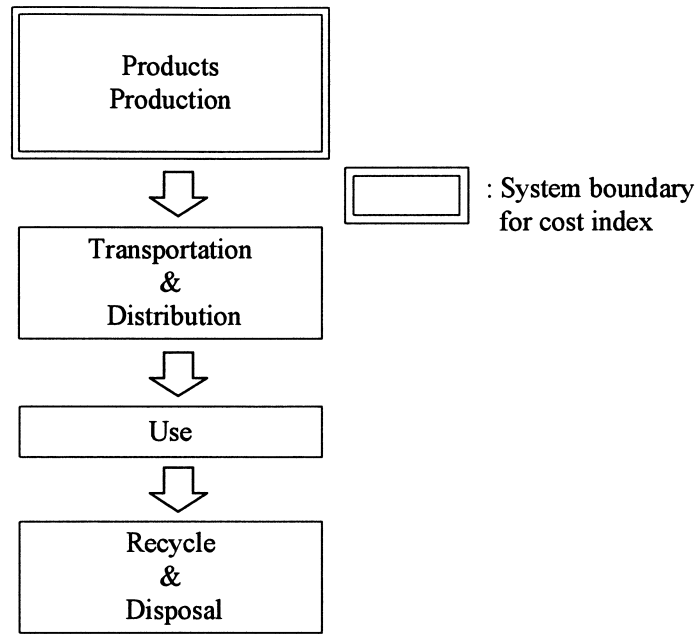 Products
Production
: System boundary
for cost index
Transportation
&
Distribution
Use
Recycle
&
Disposal